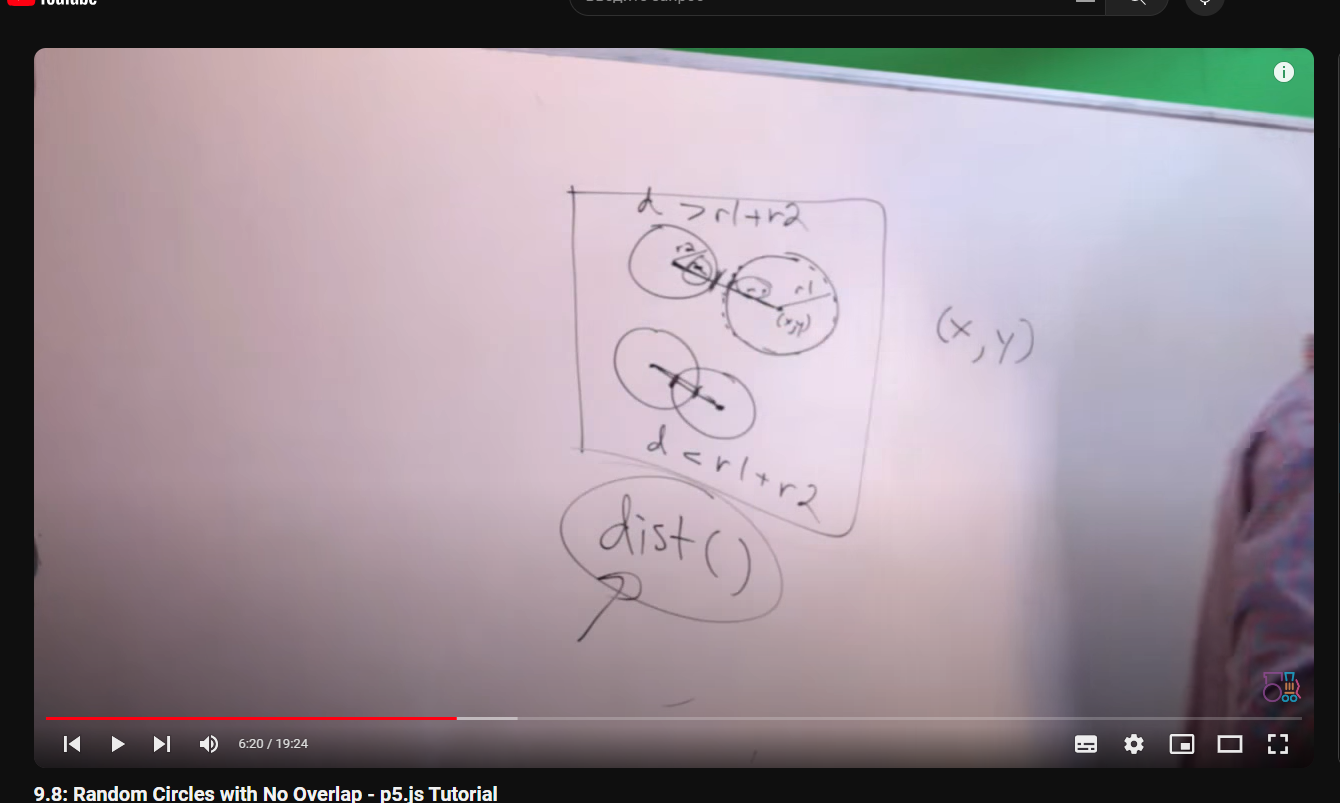 YouTube
d > r1+r2
r2
r1
(x,y)
(x,y)
d < r1+r2
dist()
6:20 / 19:24
9.8: Random Circles with No Overlap - p5.js Tutorial